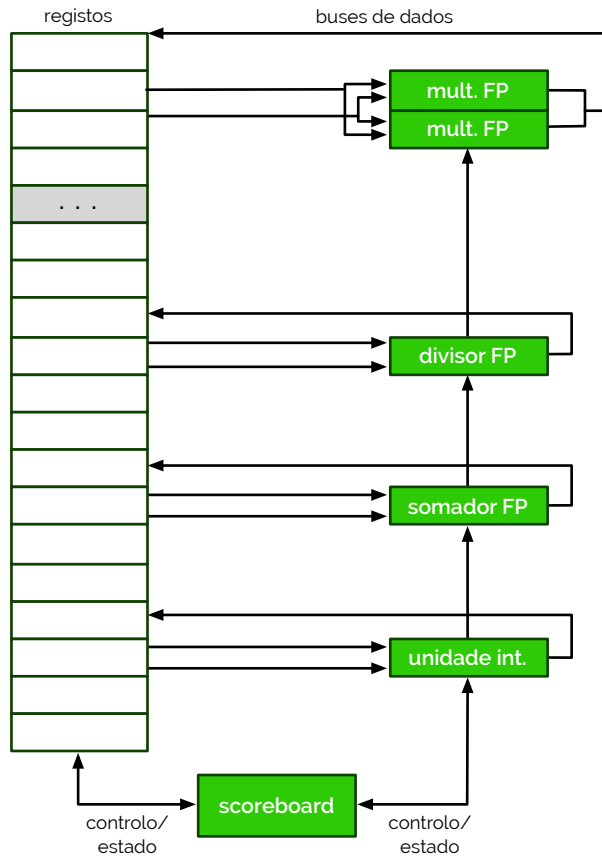 registos
buses de dados
mult. FP
mult. FP
. . .
divisor FP
somador FP
unidade int.
scoreboard
controlo/
estado
controlo/
estado